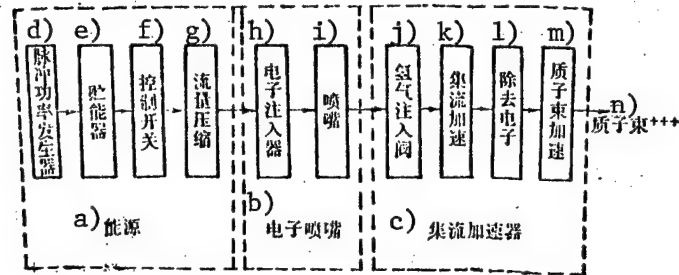 d) e) f) g) h) i) j) k) l) m)
脉冲功率发生器
贮能器
控制开关
流值压缩
电子注入器
喷嘴
氢气注入阀
集流加速
除去电子
质子束加速
n)
质子束+++
a) 能源
b) 电子喷嘴
c) 集流加速器